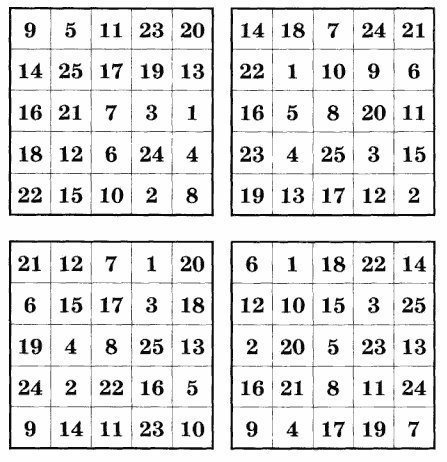 9 5 11 23 20
14 25 17 19 13
16 21 7 3 1
18 12 6 24 4
22 15 10 2 8
14 18 7 24 21
22 1 10 9 6
16 5 8 20 11
23 4 25 3 15
19 13 17 12 2
21 12 7 1 20
6 15 17 3 18
19 4 8 25 13
24 2 22 16 5
9 14 11 23 10
6 1 18 22 14
12 10 15 3 25
2 20 5 23 13
16 21 8 11 24
9 4 17 19 7